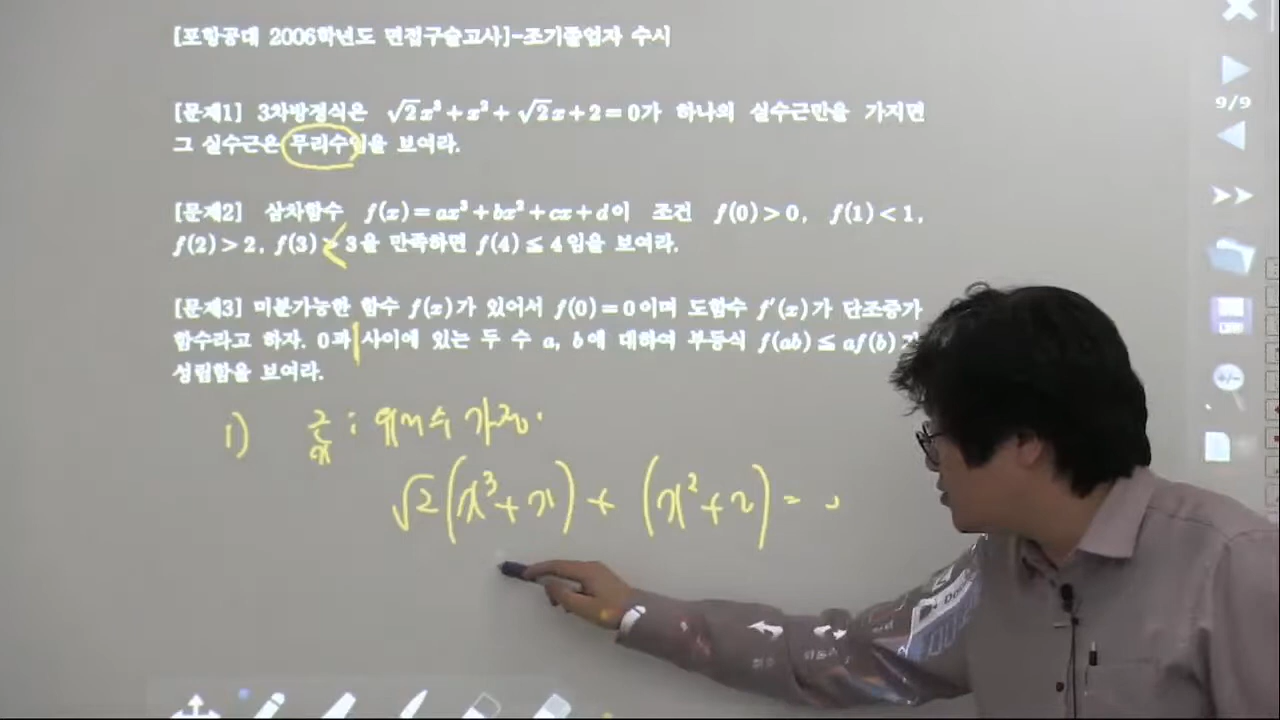 [포항공대 2006학년도 면접구술고사]-조기졸업자 수시
[문제1] 3차방정식은 √2x³+x²+√2x+2=0가 하나의 실수근만을 가지면
그 실수근은 무리수임을 보여라.
[문제2] 삼차함수 f(x)=ax³+bx²+cx+d이 조건 f(0)>0, f(1)<1,
f(2)>2, f(3)<3을 만족하면 f(4)≤4임을 보여라.
[문제3] 미분가능한 함수 f(x)가 있어서 f(0)=0이며 도함수 f'(x)가 단조증가
함수라고 하자. 0과 사이에 있는 두 수 a, b에 대하여 부등식 f(ab)≤af(b)
성립함을 보여라.
1) : 유리수 가정.
√2(x³+x)+(x²+2)=
9/9